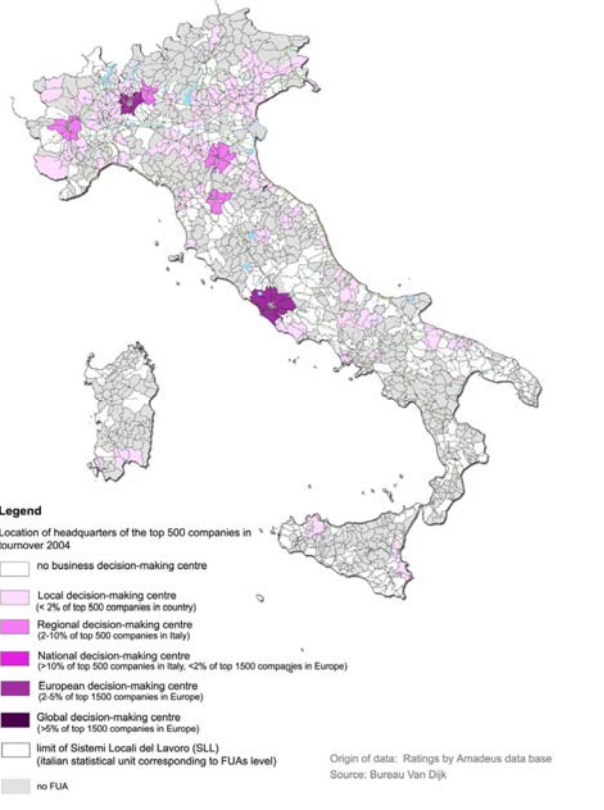 Legend
Location of headquarters of the top 500 companies in
tournover 2004
no business decision-making centre
Local decision-making centre
(< 2% of top 500 companies in country)
Regional decision-making centre
(2-10% of top 500 companies in Italy)
National decision-making centre
(>10% of top 500 companies in Italy, <2% of top 1500 companies in Europe)
European decision-making centre
(2-5% of top 1500 companies in Europe)
Global decision-making centre
(>5% of top 1500 companies in Europe)
limit of Sistemi Locali del Lavoro (SLL)
(italian statistical unit corresponding to FUAs level)
no FUA
Origin of data: Ratings by Amadeus data base
Source: Bureau Van Dijk